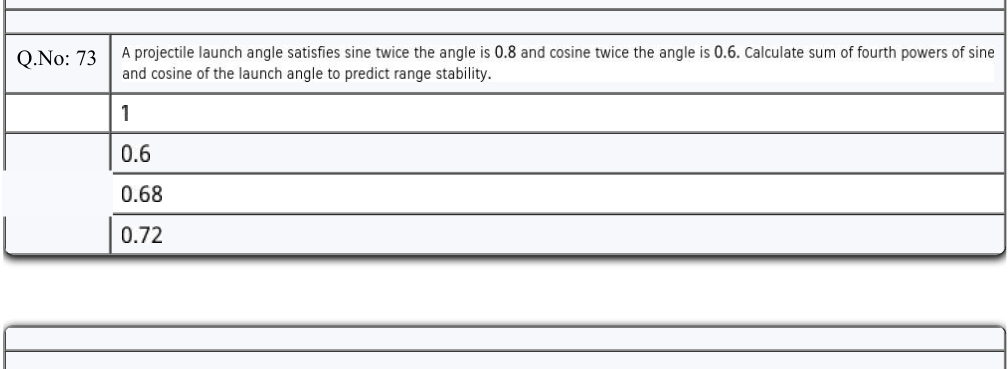 Q.No: 73
A projectile launch angle satisfies sine twice the angle is 0.8 and cosine twice the angle is 0.6. Calculate sum of fourth powers of sine
and cosine of the launch angle to predict range stability.
1
0.6
0.68
0.72